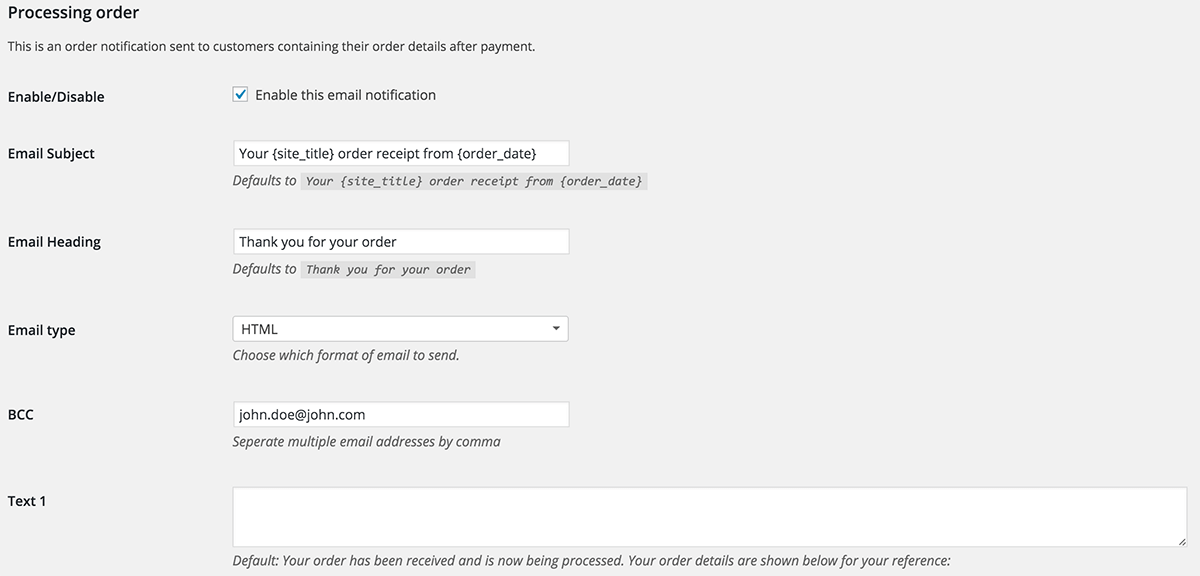 Processing order
This is an order notification sent to customers containing their order details after payment.
Enable/Disable
Enable this email notification
Email Subject
Your {site_title} order receipt from {order_date}
Defaults to Your {site_title} order receipt from {order_date}
Email Heading
Thank you for your order
Defaults to Thank you for your order
Email type
HTML
Choose which format of email to send.
BCC
john.doe@john.com
Seperate multiple email addresses by comma
Text 1
Default: Your order has been received and is now being processed. Your order details are shown below for your reference: